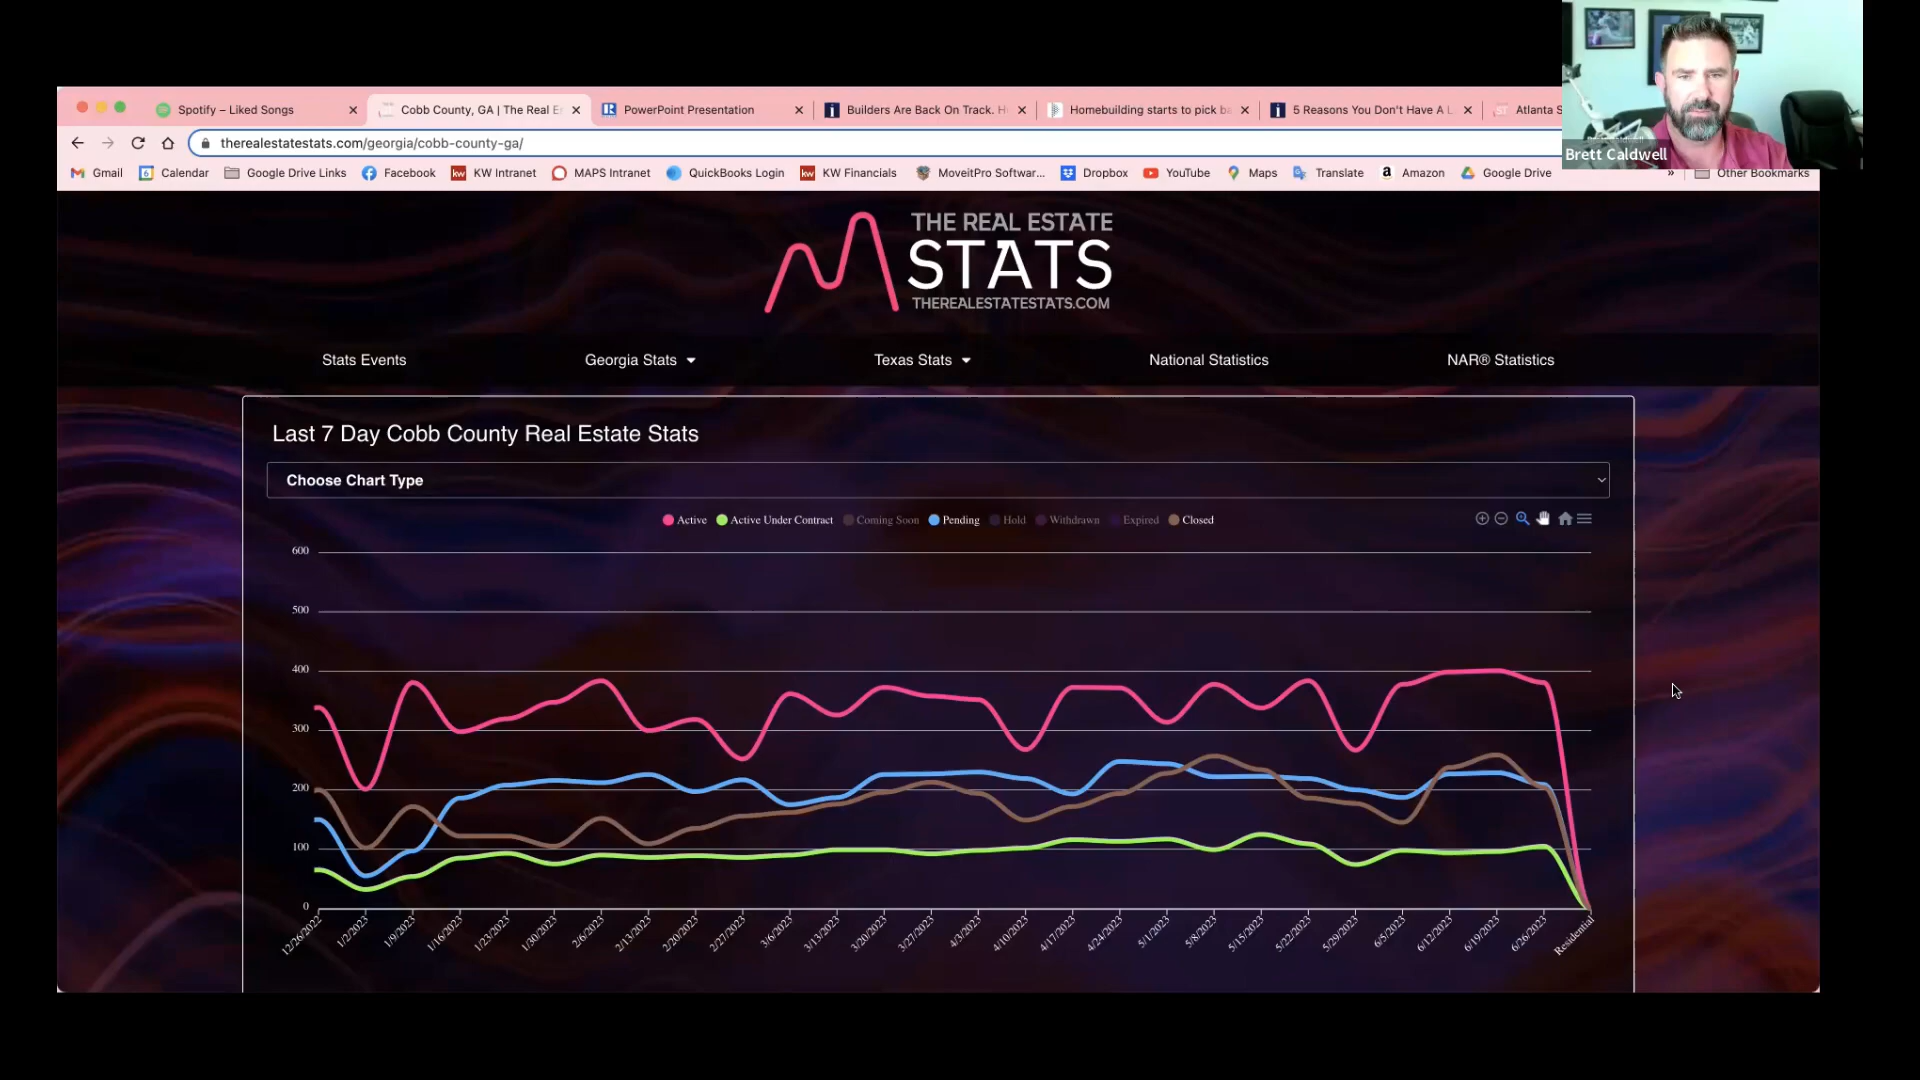 Spotify – Liked Songs
Cobb County, GA | The Real E
PowerPoint Presentation
Builders Are Back On Track. H
Homebuilding starts to pick b
5 Reasons You Don't Have A L
Atlanta S
therealestatestats.com/georgia/cobb-county-ga/
Brett Caldwell
Gmail Calendar Google Drive Links Facebook KW Intranet MAPS Intranet QuickBooks Login KW Financials MoveitPro Softwar... Dropbox YouTube Maps Translate Amazon Google Drive » Other Bookmarks
THE REAL ESTATE
STATS
THEREALESTATESTATS.COM
Stats Events Georgia Stats Texas Stats National Statistics NAR® Statistics
Last 7 Day Cobb County Real Estate Stats
Choose Chart Type
Active Active Under Contract Coming Soon Pending Hold Withdrawn Expired Closed
600
500
400
300
200
100
0
12/26/2022 1/2/2023 1/9/2023 1/16/2023 1/23/2023 1/30/2023 2/6/2023 2/13/2023 2/20/2023 2/27/2023 3/6/2023 3/13/2023 3/20/2023 3/27/2023 4/3/2023 4/10/2023 4/17/2023 4/24/2023 5/1/2023 5/8/2023 5/15/2023 5/22/2023 5/29/2023 6/5/2023 6/12/2023 6/19/2023 6/26/2023 Residential